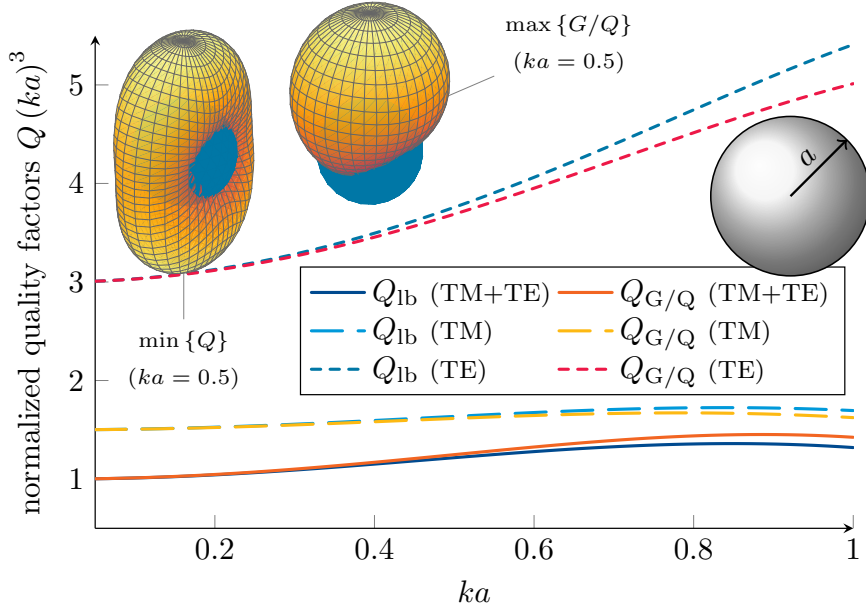 max {G/Q}
(ka = 0.5)
a
min {Q}
(ka = 0.5)
Q_lb (TM+TE)
Q_G/Q (TM+TE)
Q_lb (TM)
Q_G/Q (TM)
Q_lb (TE)
Q_G/Q (TE)
normalized quality factors Q (ka)^3
5
4
3
2
1
0.2
0.4
0.6
0.8
1
ka